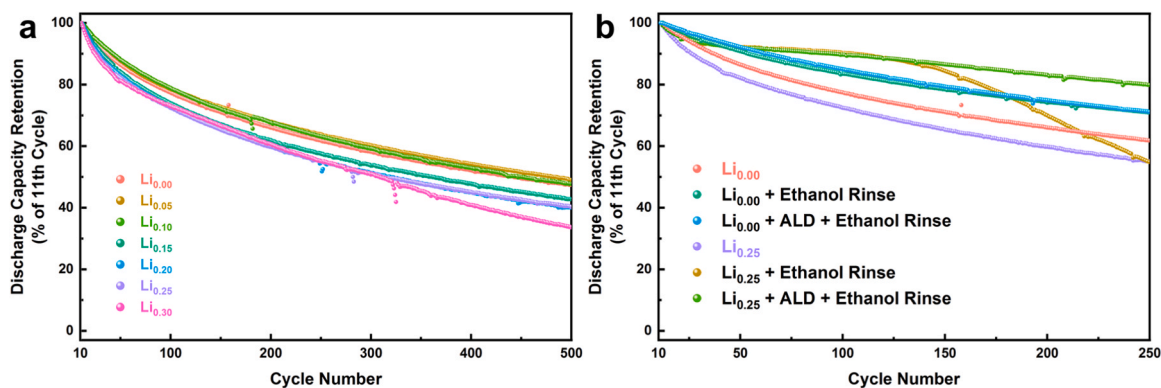 a
Discharge Capacity Retention
(% of 11th Cycle)
100
80
60
40
20
0
Li0.00
Li0.05
Li0.10
Li0.15
Li0.20
Li0.25
Li0.30
10
100
200
300
400
500
Cycle Number
b
Discharge Capacity Retention
(% of 11th Cycle)
100
80
60
40
20
0
Li0.00
Li0.00 + Ethanol Rinse
Li0.00 + ALD + Ethanol Rinse
Li0.25
Li0.25 + Ethanol Rinse
Li0.25 + ALD + Ethanol Rinse
10
50
100
150
200
250
Cycle Number